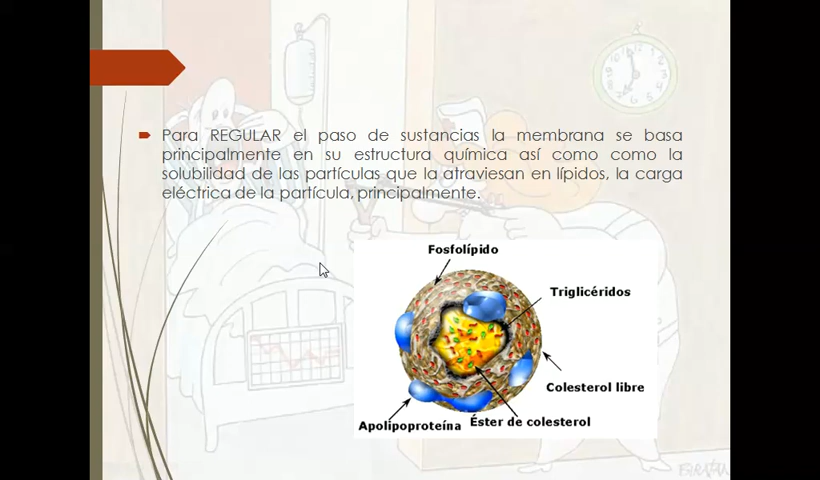 Para REGULAR el paso de sustancias la membrana se basa
principalmente en su estructura química así como como la
solubilidad de las partículas que la atraviesan en lípidos, la carga
eléctrica de la partícula, principalmente.
Fosfolípido
Triglicéridos
Colesterol libre
Éster de colesterol
Apolipoproteína